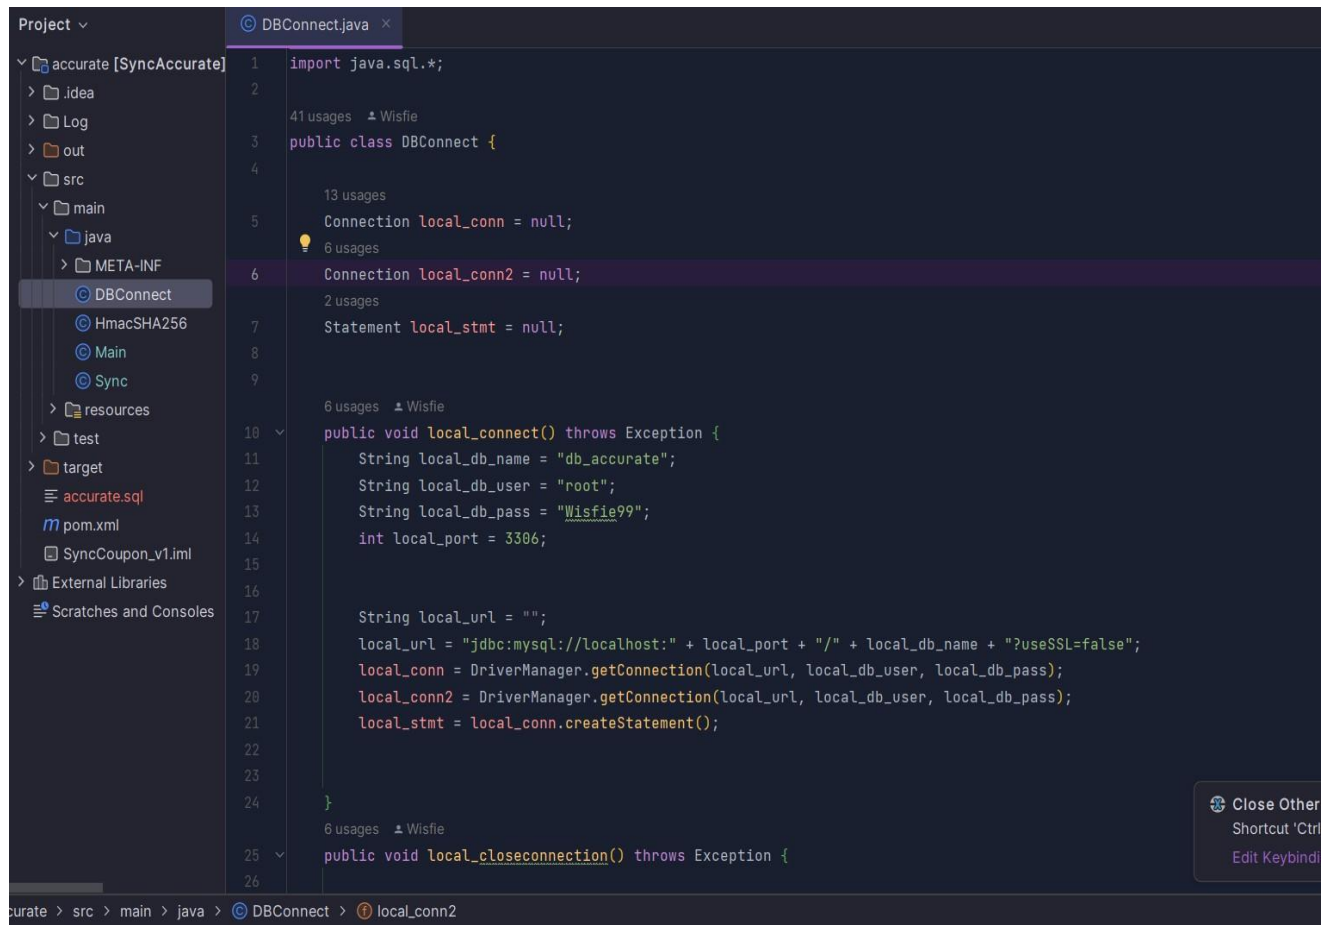 Project
DBConnect.java
accurate [SyncAccurate]
.idea
Log
out
src
main
java
META-INF
DBConnect
HmacSHA256
Main
Sync
resources
test
target
accurate.sql
pom.xml
SyncCoupon_v1.iml
External Libraries
Scratches and Consoles
1 import java.sql.*;
2
41 usages Wisfie
3 public class DBConnect {
4
13 usages
5 Connection local_conn = null;
6 usages
6 Connection local_conn2 = null;
2 usages
7 Statement local_stmt = null;
8
9
6 usages Wisfie
10 public void local_connect() throws Exception {
11 String local_db_name = "db_accurate";
12 String local_db_user = "root";
13 String local_db_pass = "Wisfie99";
14 int local_port = 3306;
15
16
17 String local_url = "";
18 local_url = "jdbc:mysql://localhost:" + local_port + "/" + local_db_name + "?useSSL=false";
19 local_conn = DriverManager.getConnection(local_url, local_db_user, local_db_pass);
20 local_conn2 = DriverManager.getConnection(local_url, local_db_user, local_db_pass);
21 local_stmt = local_conn.createStatement();
22
23
24 }
6 usages Wisfie
25 public void local_closeconnection() throws Exception {
26
Close Other
Shortcut 'Ctrl
Edit Keybindi
curate > src > main > java > DBConnect > local_conn2